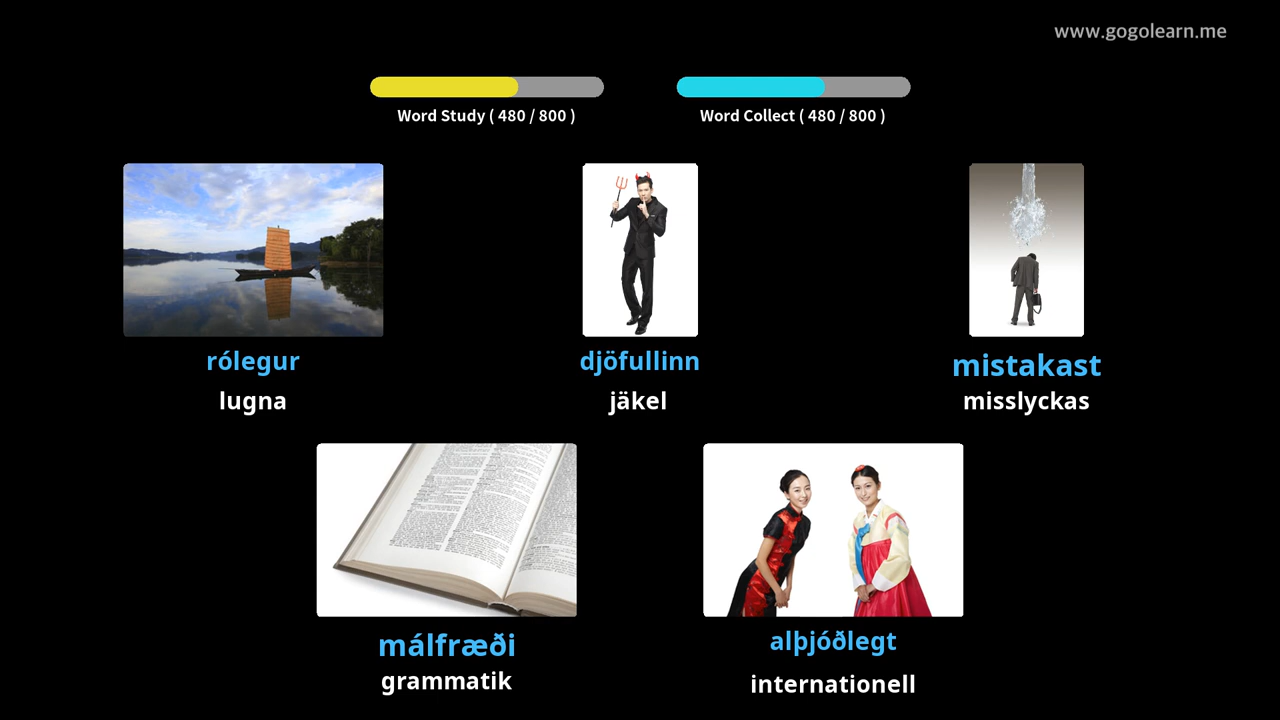 www.gogolearn.me
Word Study ( 480 / 800 )
Word Collect ( 480 / 800 )
rólegur
lugna
djöfullinn
jäkel
mistakast
misslyckas
málfræði
grammatik
alþjóðlegt
internationell